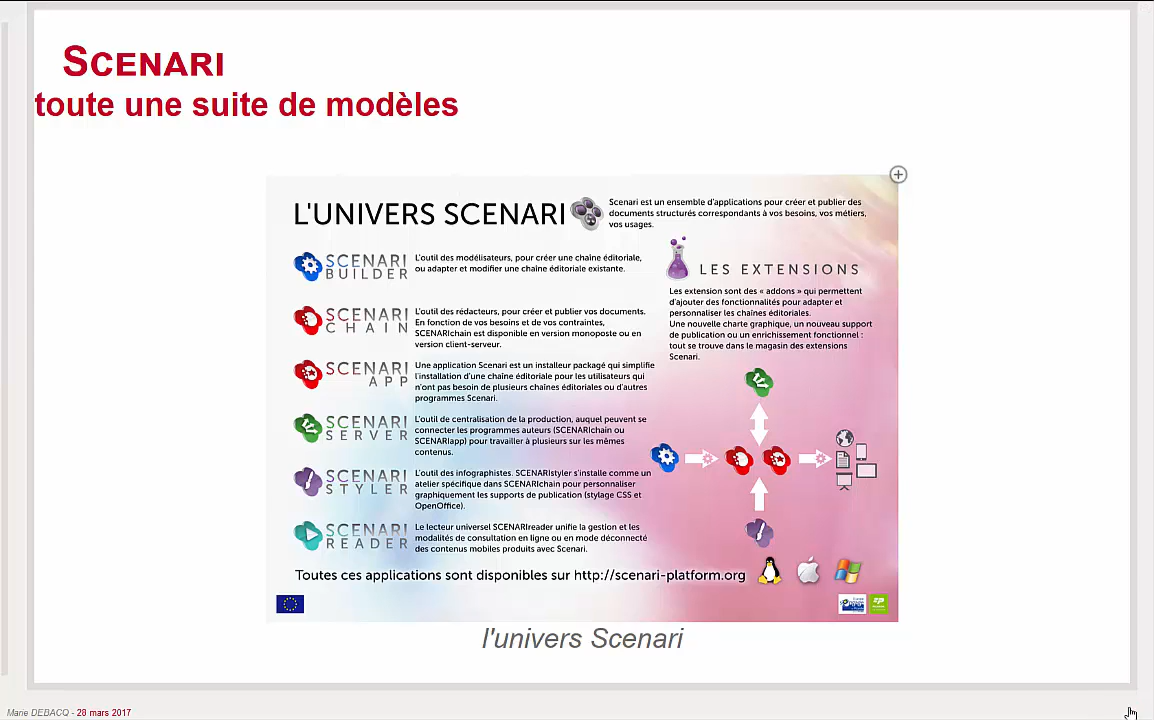 SCENARI
toute une suite de modèles
L'UNIVERS SCENARI
Scenari est un ensemble d'applications pour créer et publier des
documents structurés correspondants à vos besoins, vos métiers,
vos usages.
SCENARI
BUILDER
L'outil des modélisateurs, pour créer une chaîne éditoriale,
ou adapter et modifier une chaîne éditoriale existante.
SCENARI
CHAIN
L'outil des rédacteurs, pour créer et publier vos documents.
En fonction de vos besoins et de vos contraintes,
SCENARIchain est disponible en version monoposte ou en
version client-serveur.
SCENARI
APP
Une application Scenari est un installeur packagé qui simplifie
l'installation d'une chaîne éditoriale pour les utilisateurs qui
n'ont pas besoin de plusieurs chaînes éditoriales ou d'autres
programmes Scenari.
SCENARI
SERVER
L'outil de centralisation de la production, auquel peuvent se
connecter les programmes auteurs (SCENARIchain ou
SCENARIapp) pour travailler à plusieurs sur les mêmes
contenus.
SCENARI
STYLER
L'outil des infographistes. SCENARIstyler s'installe comme un
atelier spécifique dans SCENARIchain pour personnaliser
graphiquement les supports de publication (stylage CSS et
OpenOffice).
SCENARI
READER
Le lecteur universel SCENARIreader unifie la gestion et les
modalités de consultation en ligne ou en mode déconnecté
des contenus mobiles produits avec Scenari.
LES EXTENSIONS
Les extension sont des « addons » qui permettent
d'ajouter des fonctionnalités pour adapter et
personnaliser les chaînes éditoriales.
Une nouvelle charte graphique, un nouveau support
de publication ou un enrichissement fonctionnel :
tout se trouve dans le magasin des extensions
Scenari.
Toutes ces applications sont disponibles sur http://scenari-platform.org
l'univers Scenari
Marie DEBACQ - 28 mars 2017